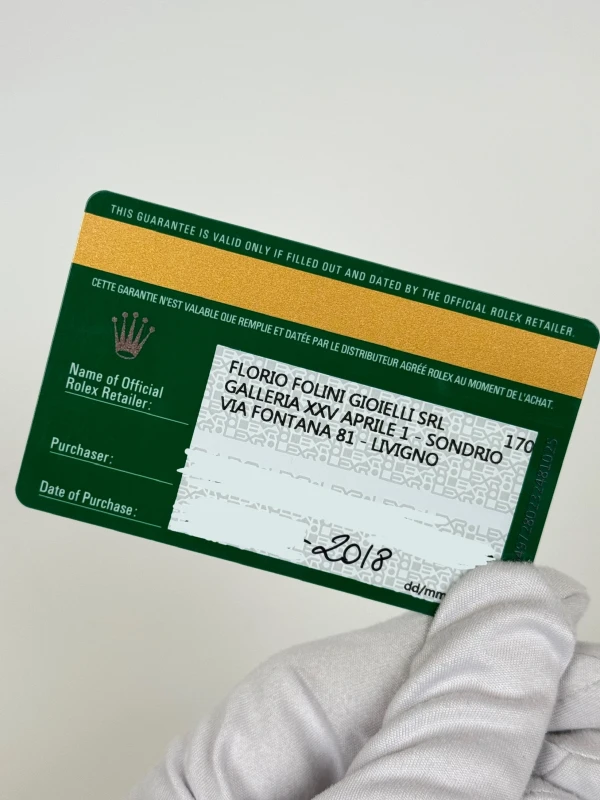 THIS GUARANTEE IS VALID ONLY IF FILLED OUT AND DATED BY THE OFFICIAL ROLEX RETAILER.
CETTE GARANTIE N'EST VALABLE QUE REMPLIE ET DATÉE PAR LE DISTRIBUTEUR AGRÉÉ ROLEX AU MOMENT DE L'ACHAT.
Name of Official
Rolex Retailer:
FLORIO FOLINI GIOIELLI SRL
GALLERIA XXV APRILE 1 - SONDRIO 170
VIA FONTANA 81 - LIVIGNO
Purchaser:
Date of Purchase:
-2018
dd/mm